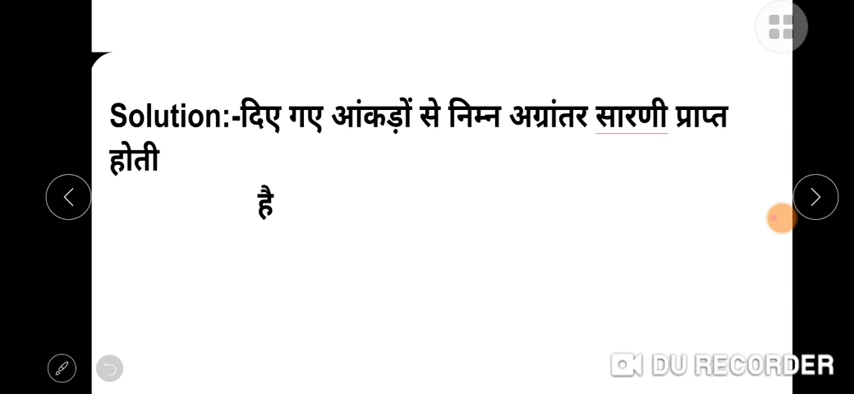 Solution:-दिए गए आंकड़ों से निम्न अग्रांतर सारणी प्राप्त
होती
है
DU RECORDER